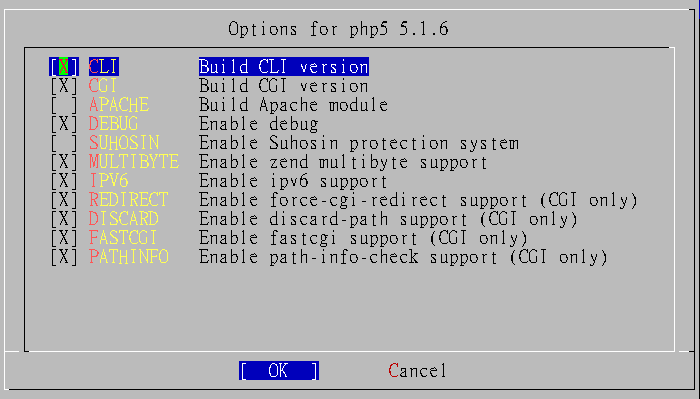 Options for php5 5.1.6
[X] CLI Build CLI version
[X] CGI Build CGI version
[ ] APACHE Build Apache module
[X] DEBUG Enable debug
[ ] SUHOSIN Enable Suhosin protection system
[X] MULTIBYTE Enable zend multibyte support
[X] IPV6 Enable ipv6 support
[X] REDIRECT Enable force-cgi-redirect support (CGI only)
[X] DISCARD Enable discard-path support (CGI only)
[X] FASTCGI Enable fastcgi support (CGI only)
[X] PATHINFO Enable path-info-check support (CGI only)
[ OK ] Cancel